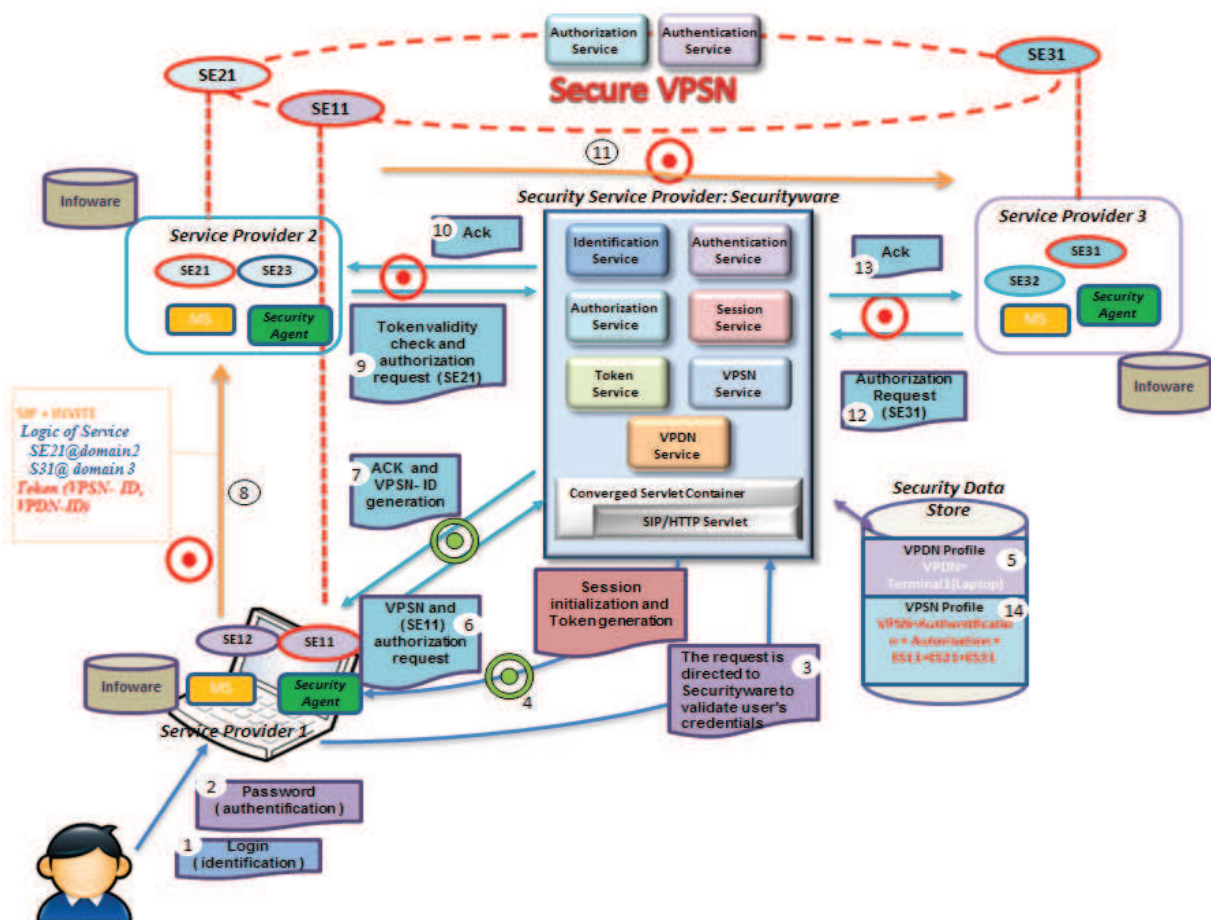 Authorization
Service
Authentication
Service
SE21
SE31
Secure VPSN
SE11
11
Infoware
Security Service Provider: Securityware
Service Provider 2
10
Ack
Service Provider 3
SE21
SE23
Identification
Service
Authentication
Service
13
Ack
SE31
SE32
MS
Security
Agent
Authorization
Service
Session
Service
MS
Security
Agent
9
Token validity
check and
authorization
request (SE21)
Token
Service
VPSN
Service
12
Authorization
Request
(SE31)
Infoware
SIP + INVITE
Logic of Service
SE21@domain2
S31@ domain 3
Token (VPSN- ID,
VPDN-ID)
8
VPDN
Service
7
ACK and
VPSN- ID
generation
Converged Servlet Container
SIP/HTTP Servlet
Security Data
Store
VPDN Profile
5
VPDN=
Terminal1(Laptop)
VPSN Profile
14
VPSN=Authentificatio
n + Autorisation +
ES11+ES21+ES31
Session
initialization and
Token generation
VPSN and
(SE11)
authorization
request
6
SE12
SE11
Infoware
MS
Security
Agent
4
The request is
directed to
Securityware to
validate user's
credentials
3
Service Provider 1
2
Password
( authentification )
1
Login
( identification )